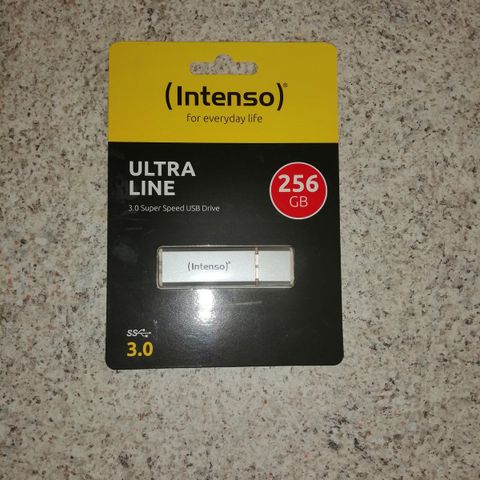 (Intenso)®
for everyday life
ULTRA
LINE
3.0 Super Speed USB Drive
256
GB
(Intenso)®
SS
3.0